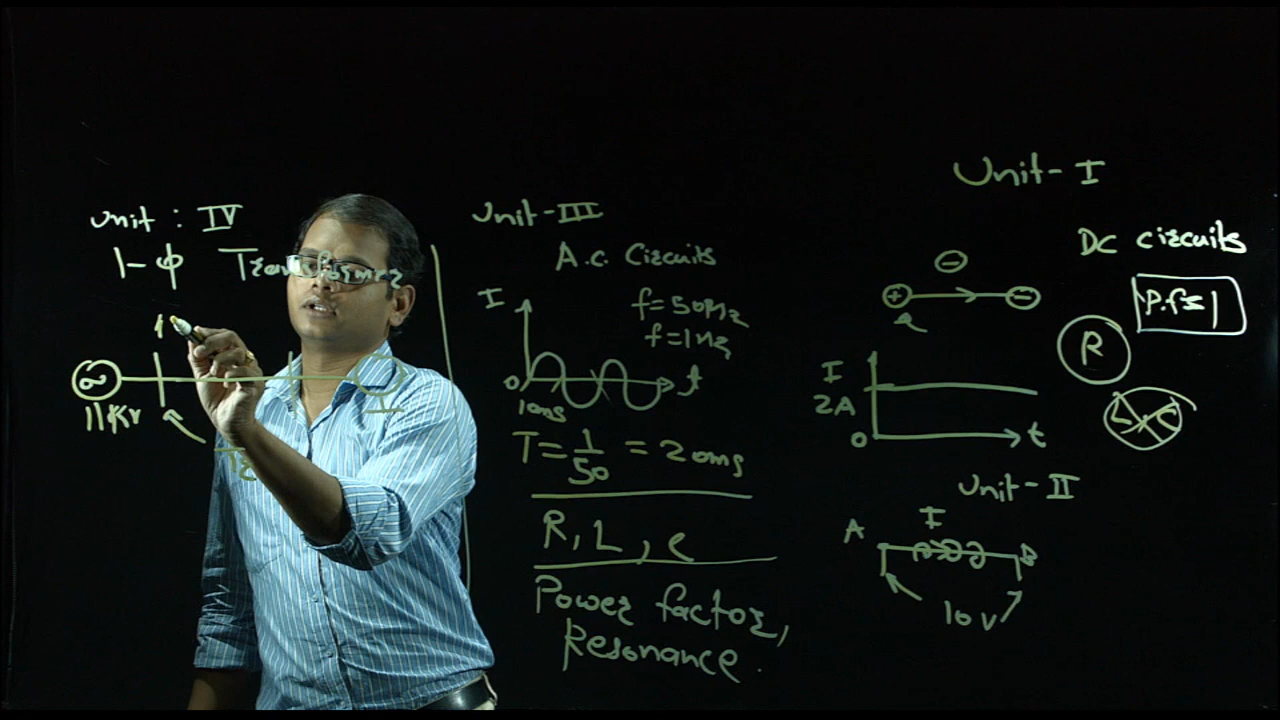 Unit - I
DC circuits
P.f = 1
R
I
2A
0
t
Unit - II
A
I
B
10V
Unit - III
A.C. Circuits
I
f = 50Hz
f = 1Hz
0
t
10ms
T = 1/50 = 20ms
R, L, C
Power factor,
Resonance.
Unit : IV
1 - φ Transformer
11KV